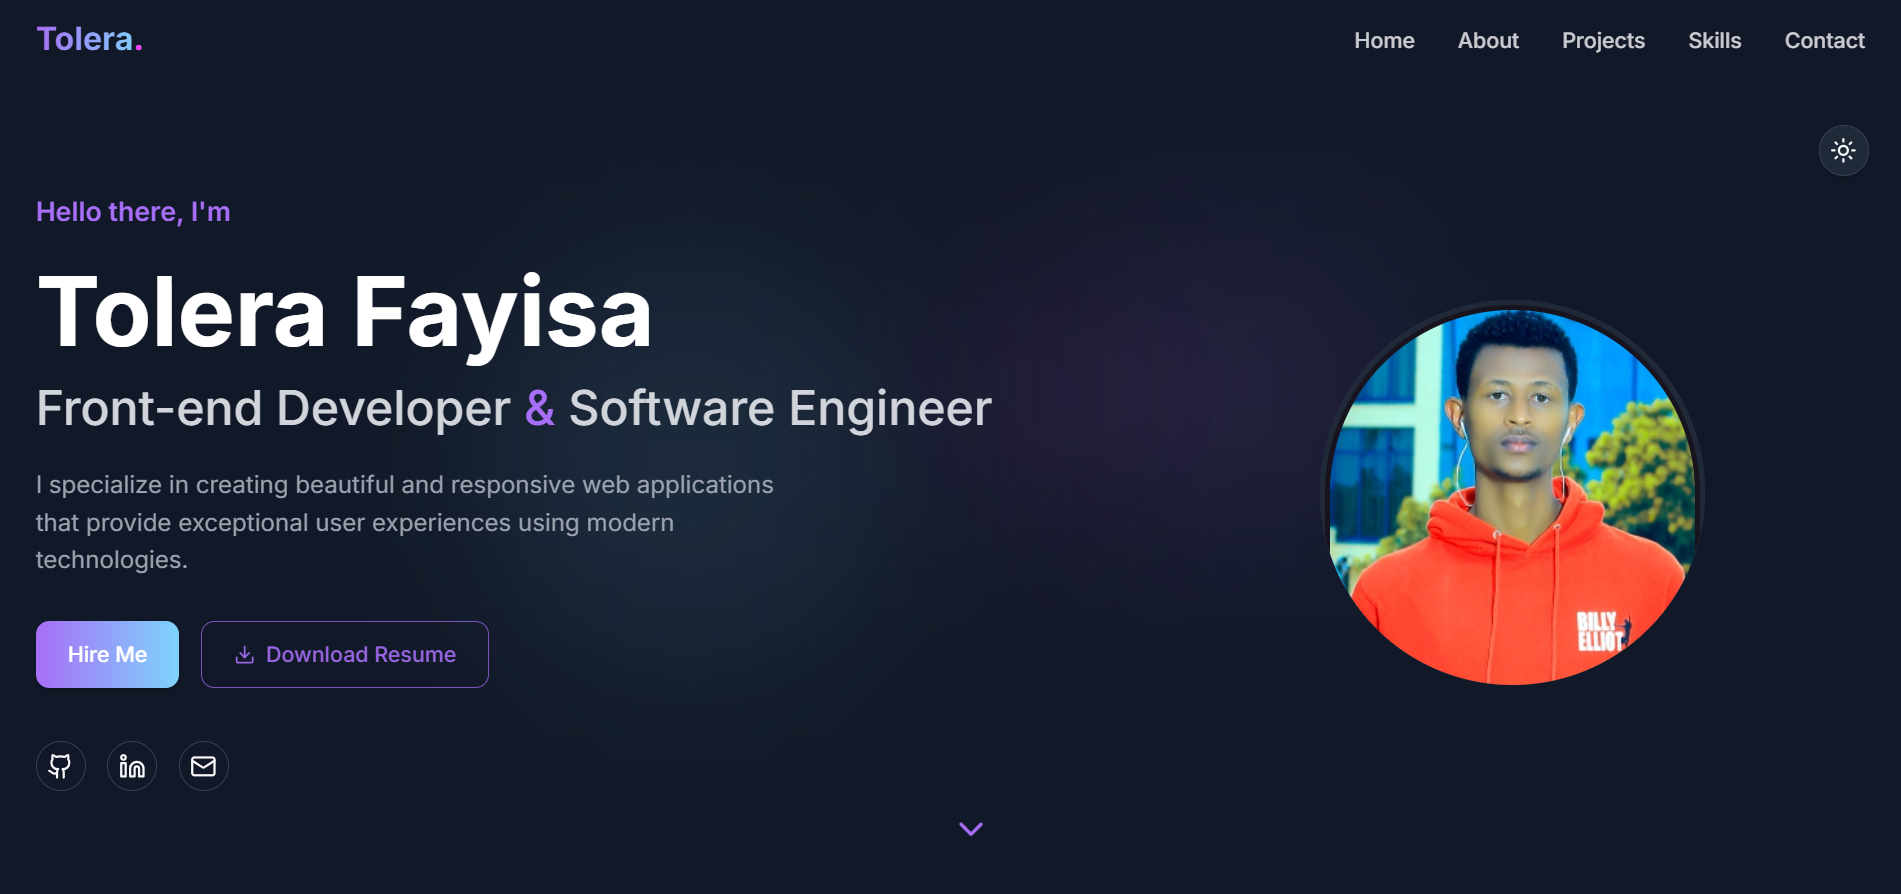 Tolera.
Home
About
Projects
Skills
Contact
Hello there, I'm
Tolera Fayisa
Front-end Developer & Software Engineer
I specialize in creating beautiful and responsive web applications
that provide exceptional user experiences using modern
technologies.
Hire Me
Download Resume
BILLY
ELLIOT